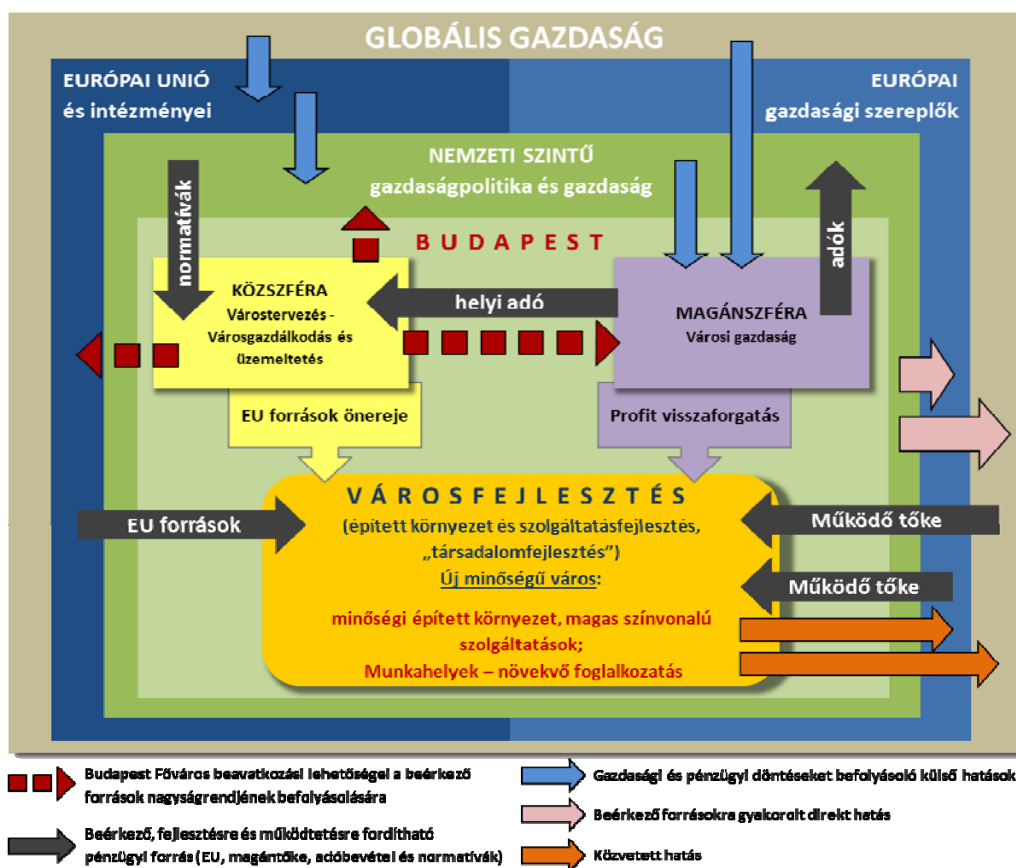 GLOBÁLIS GAZDASÁG
EURÓPAI UNIÓ
és intézményei
EURÓPAI
gazdasági szereplők
NEMZETI SZINTŰ
gazdaságpolitika és gazdaság
normatívák
adók
BUDAPEST
KÖZSZFÉRA
Várostervezés -
Városgazdálkodás és
üzemeltetés
helyi adó
MAGÁNSZFÉRA
Városi gazdaság
EU források önereje
Profit visszaforgatás
VÁROSFEJLESZTÉS
(épített környezet és szolgáltatásfejlesztés,
„társadalomfejlesztés”)
Új minőségű város:
minőségi épített környezet, magas színvonalú
szolgáltatások;
Munkahelyek – növekvő foglalkozatás
EU források
Működő tőke
Működő tőke
Budapest Főváros beavatkozási lehetőségei a beérkező
források nagyságrendjének befolyásolására
Beérkező, fejlesztésre és működtetésre fordítható
pénzügyi forrás (EU, magántőke, adóbevétel és normatívák)
Gazdasági és pénzügyi döntéseket befolyásoló külső hatások
Beérkező forrásokra gyakorolt direkt hatás
Közvetett hatás